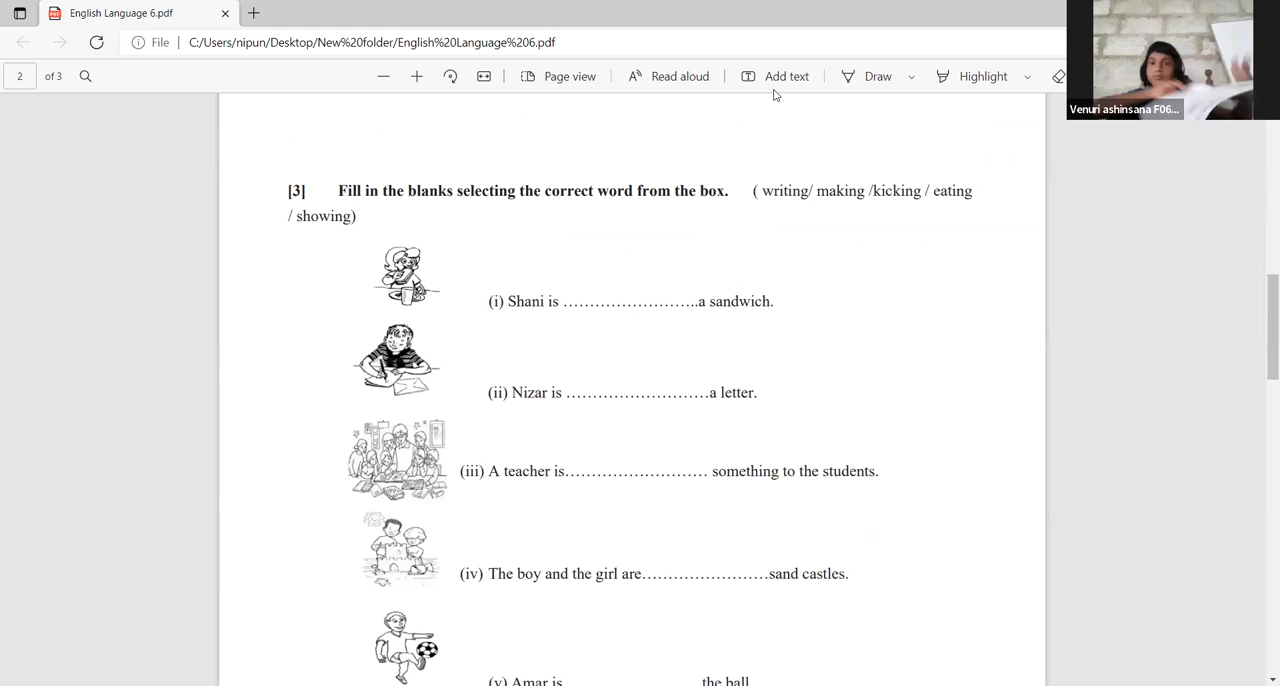 English Language 6.pdf
File
C:/Users/nipun/Desktop/New%20folder/English%20Language%206.pdf
2
of 3
Page view
Read aloud
Add text
Draw
Highlight
Venuri ashinsana F06...
[3] Fill in the blanks selecting the correct word from the box. ( writing/ making /kicking / eating
/ showing)
(i) Shani is ……………………..a sandwich.
(ii) Nizar is ………………………a letter.
(iii) A teacher is……………………… something to the students.
(iv) The boy and the girl are……………………sand castles.
(v) Amar is the ball